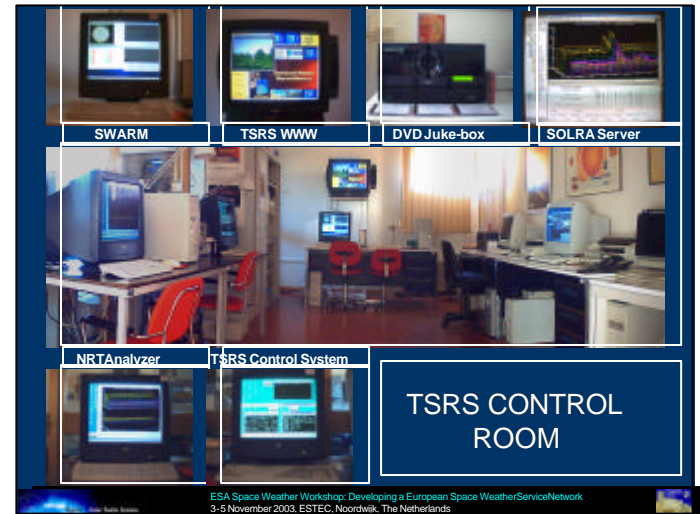 SWARM
TSRS WWW
DVD Juke-box
SOLRA Server
NRTAnalyzer
TSRS Control System
TSRS CONTROL
ROOM
ESA Space Weather Workshop: Developing a European Space WeatherServiceNetwork
3-5 November 2003, ESTEC, Noordwijk, The Netherlands